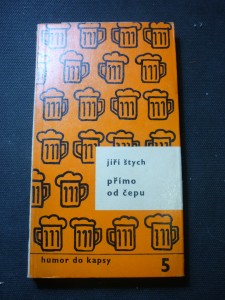 jiří štych
přímo
od čepu
humor do kapsy
5